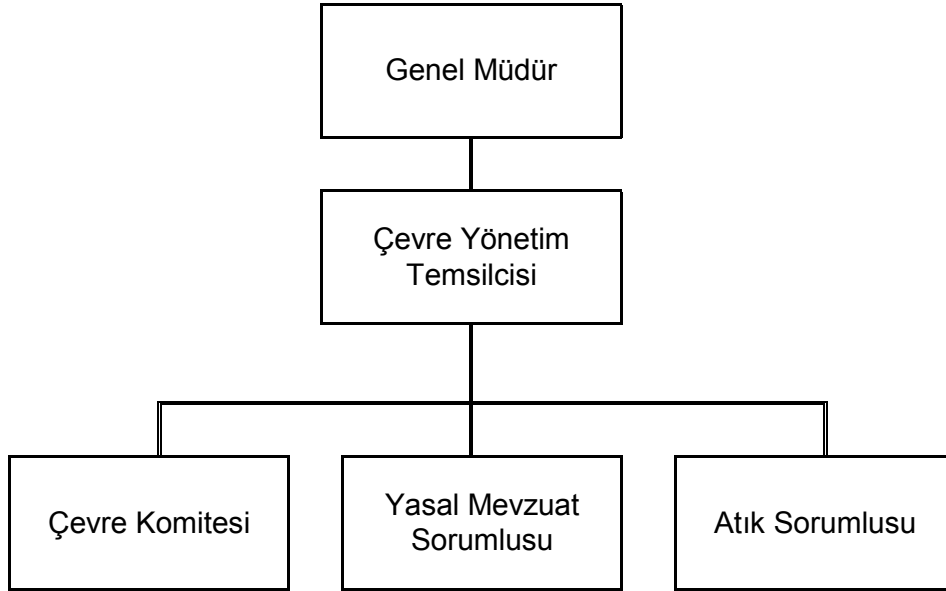 Genel Müdür
Çevre Yönetim
Temsilcisi
Çevre Komitesi
Yasal Mevzuat
Sorumlusu
Atık Sorumlusu